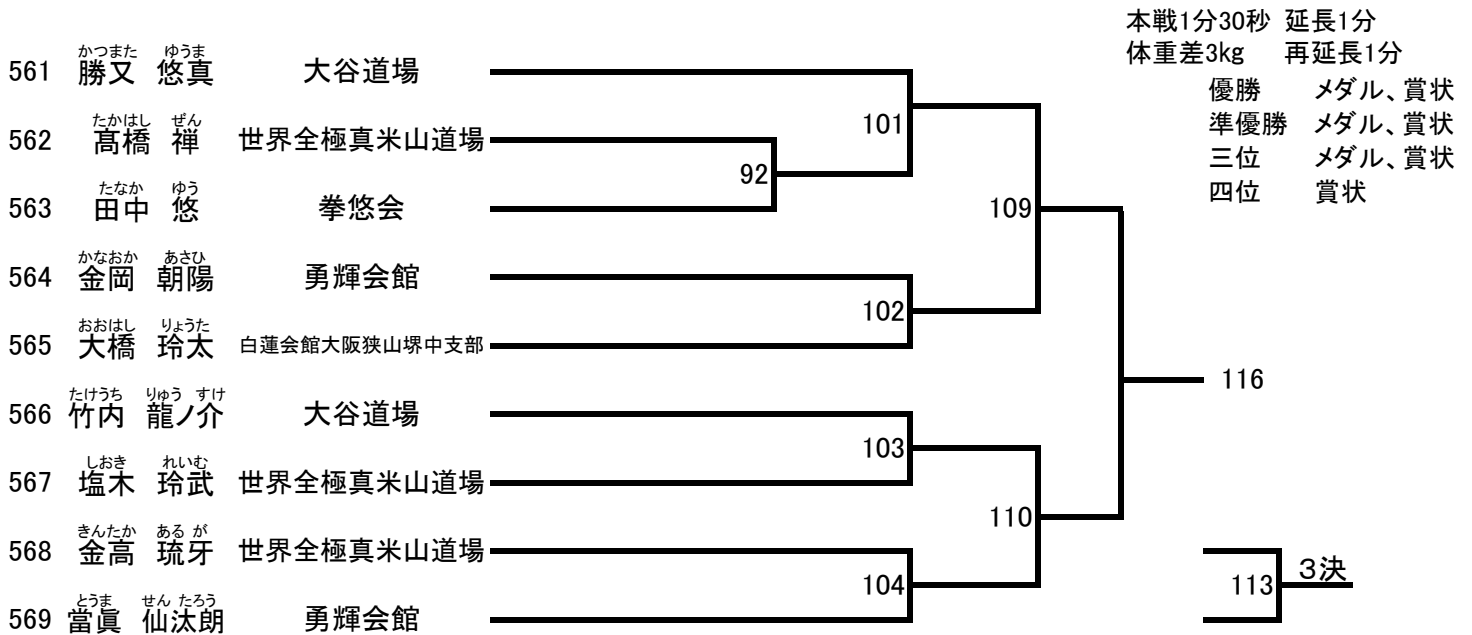 本戦1分30秒 延長1分
体重差3kg 再延長1分
優勝 メダル、賞状
準優勝 メダル、賞状
三位 メダル、賞状
四位 賞状
かつまた ゆうま
561 勝又 悠真 大谷道場
101
たかはし ぜん
562 髙橋 禅 世界全極真米山道場
92
たなか ゆう
563 田中 悠 拳悠会
109
かなおか あさひ
564 金岡 朝陽 勇輝会館
102
おおはし りょうた
565 大橋 玲太 白蓮会館大阪狭山堺中支部
116
たけうち りゅう すけ
566 竹内 龍ノ介 大谷道場
103
しおき れいむ
567 塩木 玲武 世界全極真米山道場
110
きんたか ある が
568 金高 琉牙 世界全極真米山道場
104
113 3決
とうま せん たろう
569 當眞 仙汰朗 勇輝会館